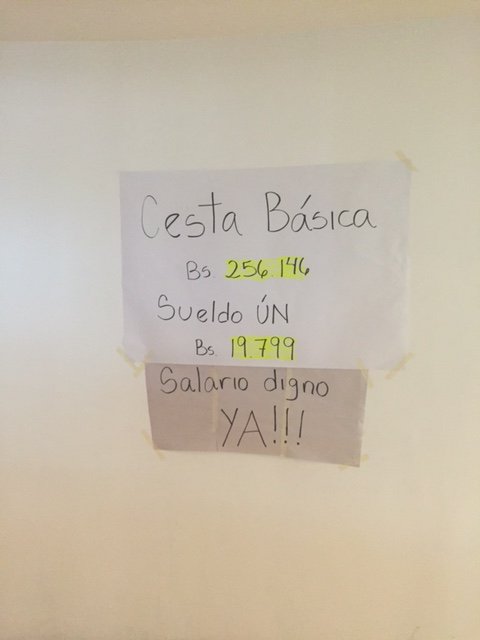 Cesta Básica
Bs. 256.146
Sueldo ÚN
Bs. 19.799
Salario digno
YA!!!